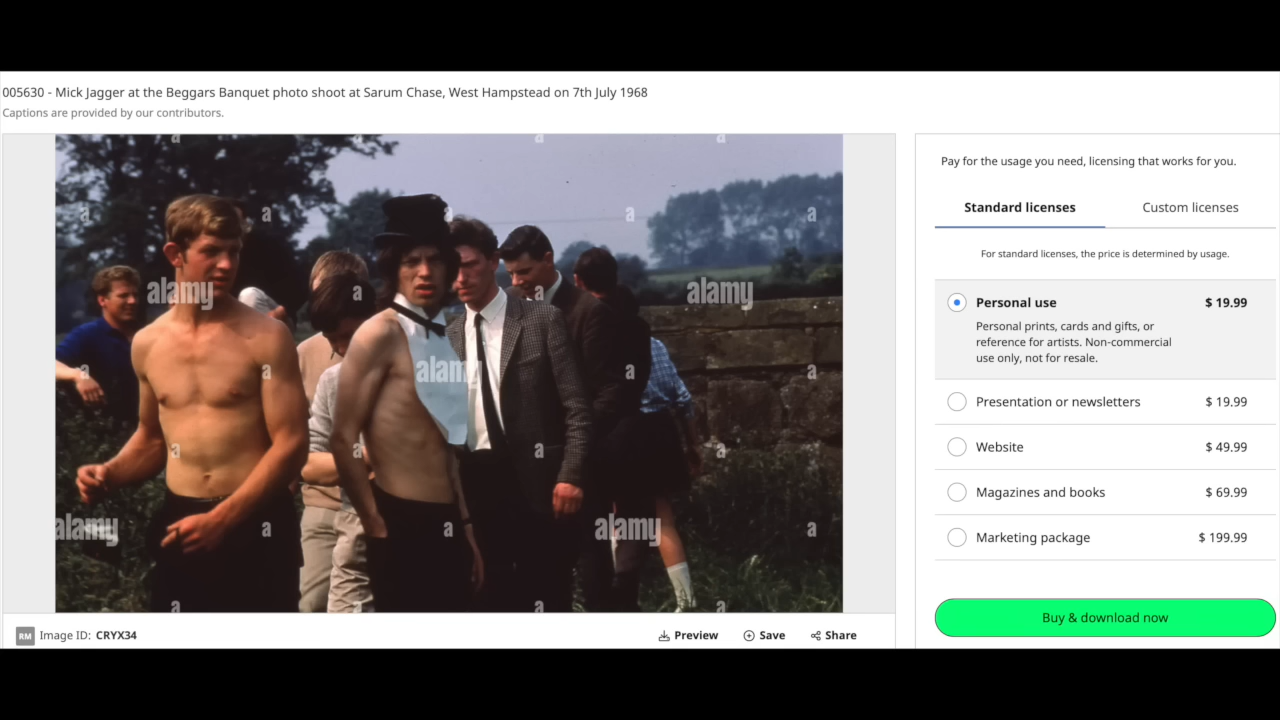 005630 - Mick Jagger at the Beggars Banquet photo shoot at Sarum Chase, West Hampstead on 7th July 1968
Captions are provided by our contributors.
a a a
a a a a
alamy a a alamy
a alamy a a
a a a a
alamy a alamy a
a a a
RM Image ID: CRYX34
Preview Save Share
Pay for the usage you need, licensing that works for you.
Standard licenses Custom licenses
For standard licenses, the price is determined by usage.
Personal use $ 19.99
Personal prints, cards and gifts, or
reference for artists. Non-commercial
use only, not for resale.
Presentation or newsletters $ 19.99
Website $ 49.99
Magazines and books $ 69.99
Marketing package $ 199.99
Buy & download now